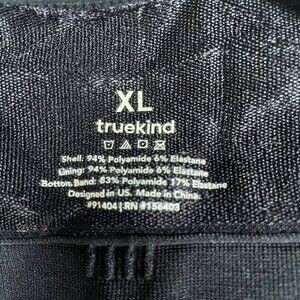 XL
truekind
Shell: 94% Polyamide 6% Elastane
Lining: 94% Polyamide 6% Elastane
Bottom Band: 83% Polyamide 17% Elastane
Designed in US. Made in China.
#91404 | RN #156403